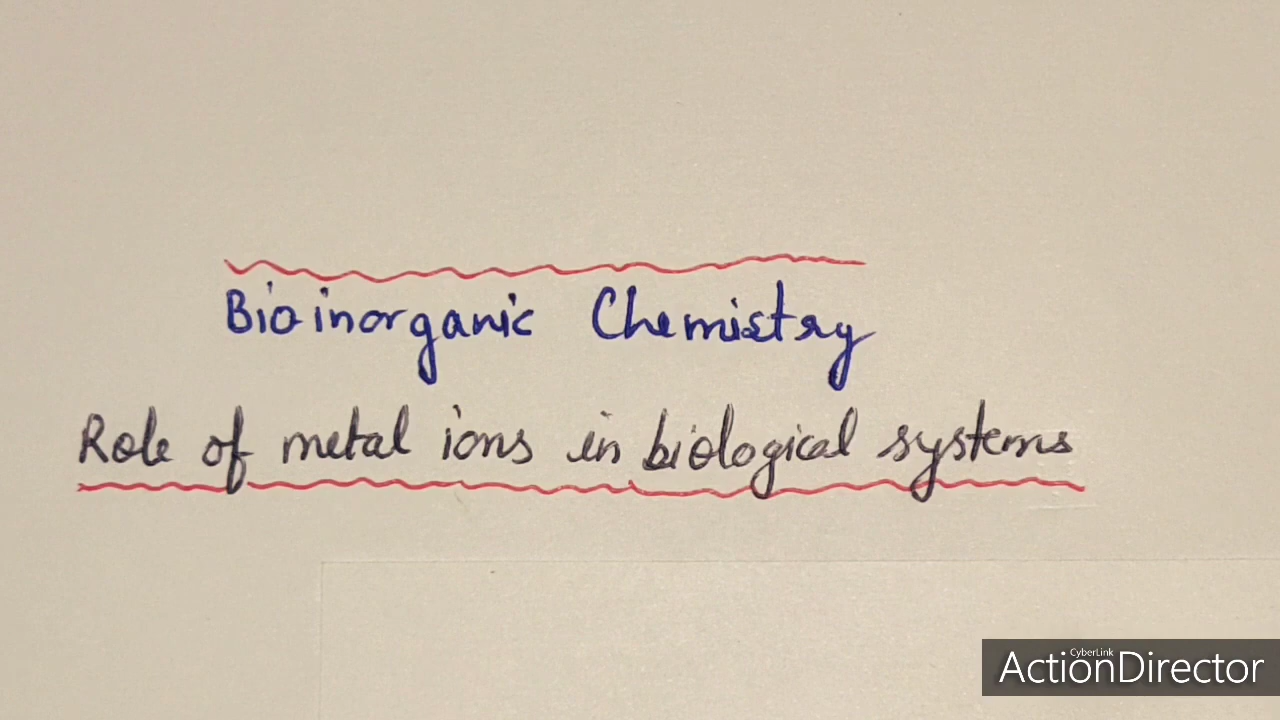 Bioinorganic Chemistry
Role of metal ions in biological systems
CyberLink
ActionDirector